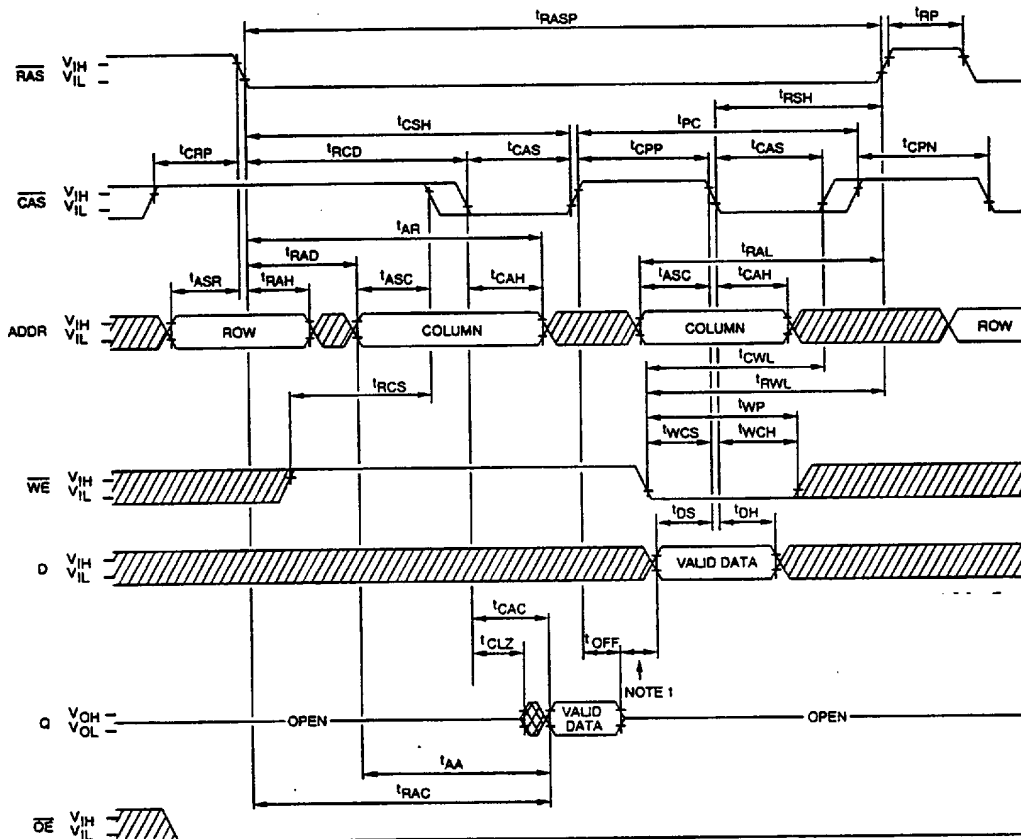 tRASP
tRP
RAS VIH
VIL
tRSH
tCSH
tPC
tCRP
tRCD
tCAS
tCPP
tCAS
tCPN
CAS VIH
VIL
tAR
tRAD
tRAL
tASR
tRAH
tASC
tCAH
tASC
tCAH
ADDR VIH
VIL
ROW
COLUMN
COLUMN
ROW
tCWL
tRCS
tRWL
tWP
tWCS
tWCH
WE VIH
VIL
tDS
tDH
D VIH
VIL
VALID DATA
tCAC
tCLZ
tOFF
NOTE 1
Q VOH
VOL
OPEN
VALID
DATA
OPEN
tAA
tRAC
OE VIH
VIL